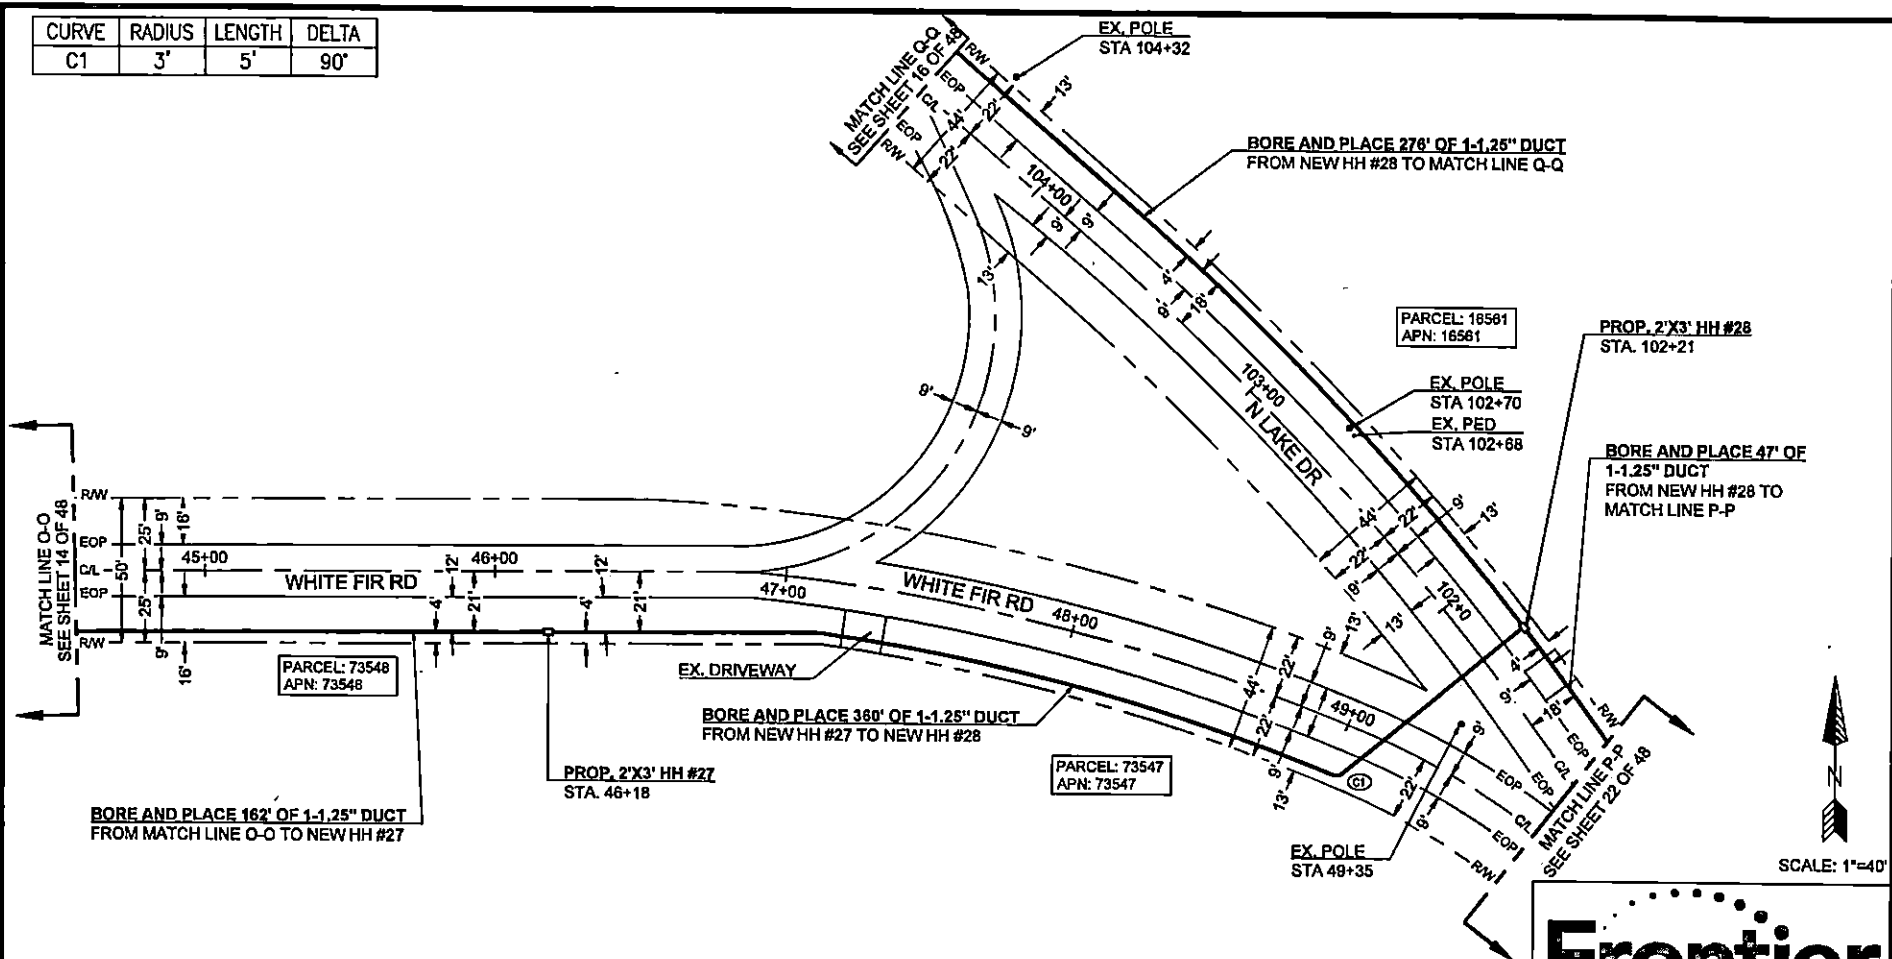 CURVE RADIUS LENGTH DELTA
C1 3' 5' 90°
MATCH LINE Q-Q
SEE SHEET 16 OF 48
R/W
EOP
C/L
EOP
R/W
EX. POLE
STA 104+32
13'
44'
22'
22'
BORE AND PLACE 276' OF 1-1.25" DUCT
FROM NEW HH #28 TO MATCH LINE Q-Q
104+00
9'
9'
13'
4'
18'
9'
PARCEL: 16561
APN: 16561
PROP. 2'X3' HH #28
STA. 102+21
103+00
N LAKE DR
EX. POLE
STA 102+70
EX. PED
STA 102+68
9'
9'
BORE AND PLACE 47' OF
1-1.25" DUCT
FROM NEW HH #28 TO
MATCH LINE P-P
44'
22'
22'
9'
13'
9'
13'
13'
102+0
4'
9'
18'
MATCH LINE O-O
SEE SHEET 14 OF 48
R/W
EOP
C/L
EOP
R/W
50'
25'
25'
9'
9'
16'
16'
45+00
46+00
WHITE FIR RD
12'
12'
4'
21'
4'
21'
47+00
WHITE FIR RD
48+00
PARCEL: 73548
APN: 73548
EX. DRIVEWAY
BORE AND PLACE 360' OF 1-1.25" DUCT
FROM NEW HH #27 TO NEW HH #28
PROP. 2'X3' HH #27
STA. 46+18
BORE AND PLACE 162' OF 1-1.25" DUCT
FROM MATCH LINE O-O TO NEW HH #27
44'
22'
22'
9'
9'
13'
49+00
PARCEL: 73547
APN: 73547
C1
22'
9'
9'
EX. POLE
STA 49+35
R/W
EOP
C/L
EOP
EOP
C/L
EOP
R/W
MATCH LINE P-P
SEE SHEET 22 OF 48
N
SCALE: 1"=40'
Frontier